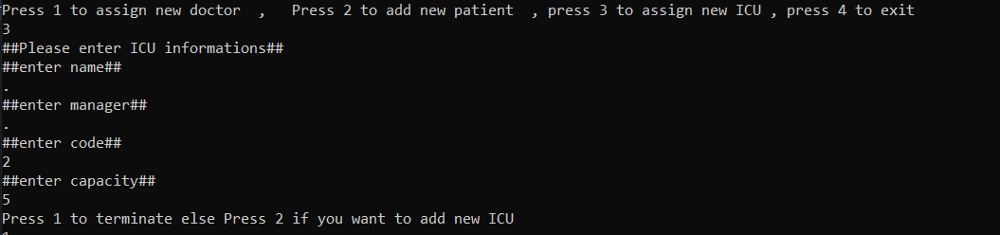 Press 1 to assign new doctor  ,   Press 2 to add new patient  , press 3 to assign new ICU , press 4 to exit
3
##Please enter ICU informations##
##enter name##
.
##enter manager##
.
##enter code##
2
##enter capacity##
5
Press 1 to terminate else Press 2 if you want to add new ICU